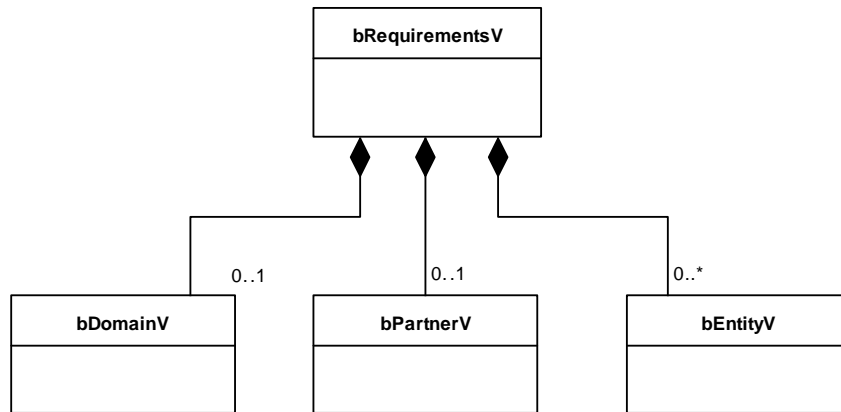 bRequirementsV
0..1
0..1
0..*
bDomainV
bPartnerV
bEntityV